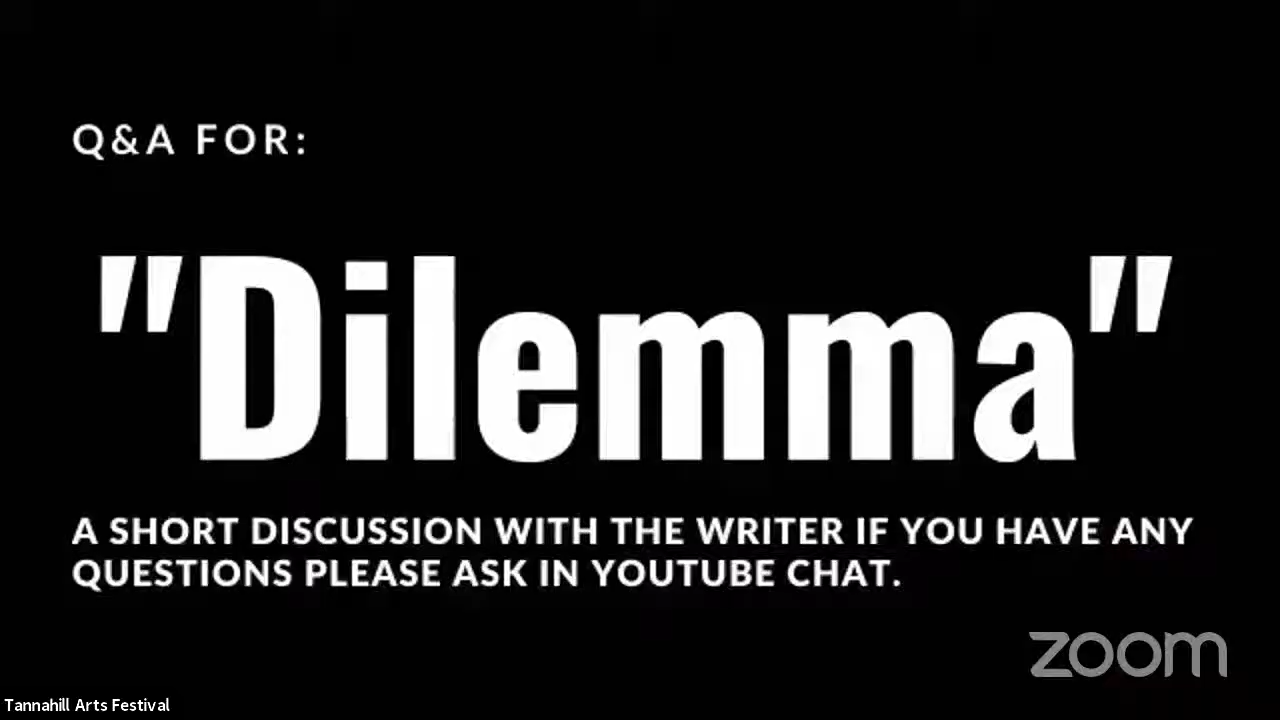 Q&A FOR:
"Dilemma"
A SHORT DISCUSSION WITH THE WRITER IF YOU HAVE ANY
QUESTIONS PLEASE ASK IN YOUTUBE CHAT.
zoom
Tannahill Arts Festival